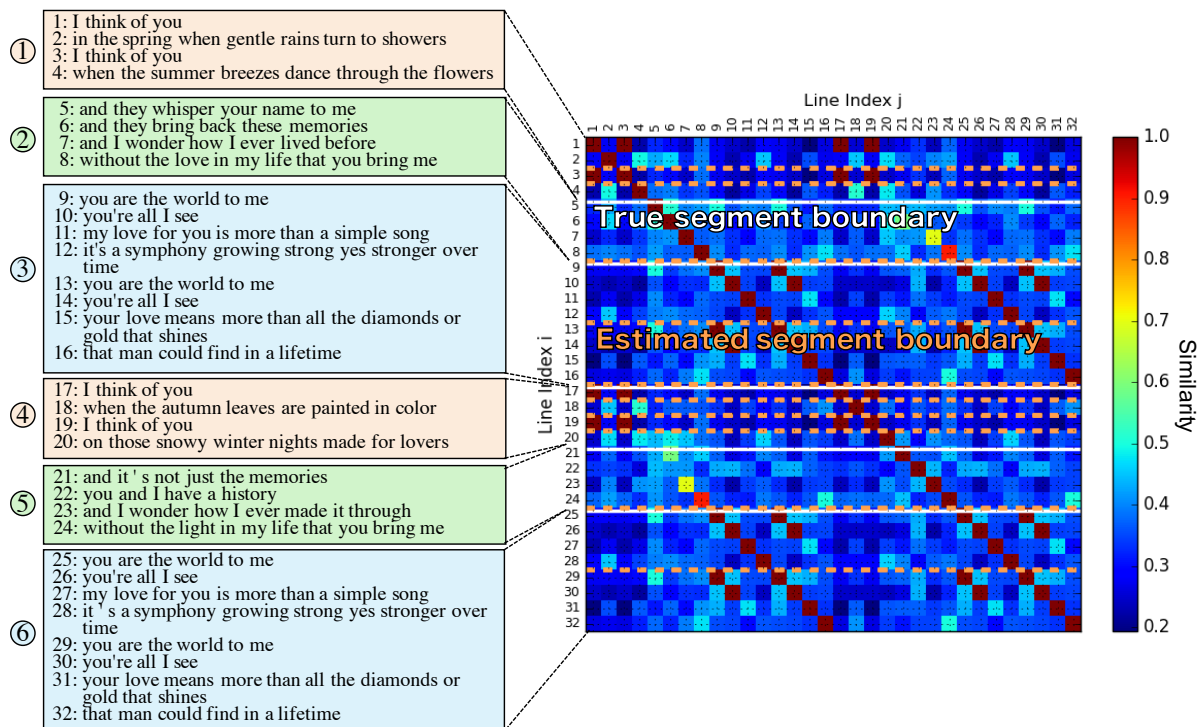 1: I think of you
2: in the spring when gentle rains turn to showers
3: I think of you
4: when the summer breezes dance through the flowers
1
5: and they whisper your name to me
6: and they bring back these memories
7: and I wonder how I ever lived before
8: without the love in my life that you bring me
2
9: you are the world to me
10: you're all I see
11: my love for you is more than a simple song
12: it's a symphony growing strong yes stronger over
time
13: you are the world to me
14: you're all I see
15: your love means more than all the diamonds or
gold that shines
16: that man could find in a lifetime
3
17: I think of you
18: when the autumn leaves are painted in color
19: I think of you
20: on those snowy winter nights made for lovers
4
21: and it ' s not just the memories
22: you and I have a history
23: and I wonder how I ever made it through
24: without the light in my life that you bring me
5
25: you are the world to me
26: you're all I see
27: my love for you is more than a simple song
28: it ' s a symphony growing strong yes stronger over
time
29: you are the world to me
30: you're all I see
31: your love means more than all the diamonds or
gold that shines
32: that man could find in a lifetime
6
Line Index j
1 2 3 4 5 6 7 8 9 10 11 12 13 14 15 16 17 18 19 20 21 22 23 24 25 26 27 28 29 30 31 32
Line Index i
1
2
3
4
5
6
7
8
9
10
11
12
13
14
15
16
17
18
19
20
21
22
23
24
25
26
27
28
29
30
31
32
True segment boundary
Estimated segment boundary
1.0
0.9
0.8
0.7
0.6
0.5
0.4
0.3
0.2
Similarity